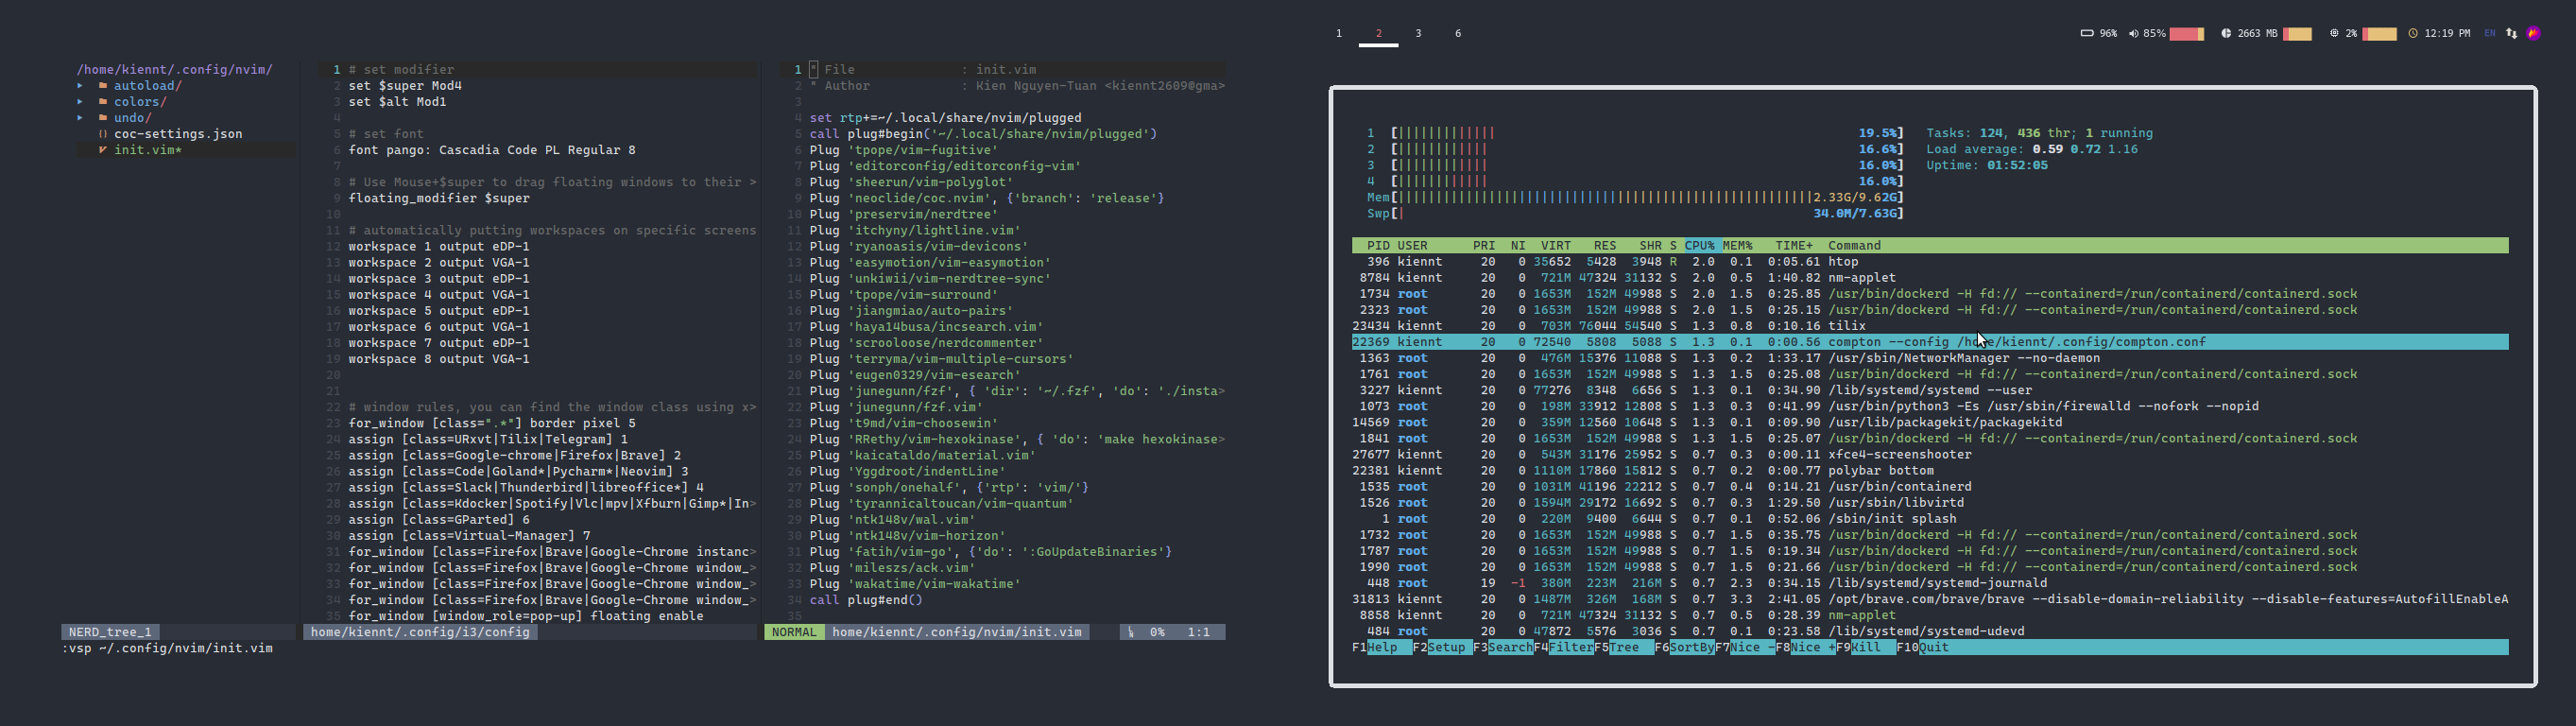 /home/kiennt/.config/nvim/
▸ autoload/
▸ colors/
▸ undo/
coc-settings.json
init.vim*
NERD_tree_1
1 # set modifier
2 set $super Mod4
3 set $alt Mod1
4
5 # set font
6 font pango: Cascadia Code PL Regular 8
7
8 # Use Mouse+$super to drag floating windows to their >
9 floating_modifier $super
10
11 # automatically putting workspaces on specific screens
12 workspace 1 output eDP-1
13 workspace 2 output VGA-1
14 workspace 3 output eDP-1
15 workspace 4 output VGA-1
16 workspace 5 output eDP-1
17 workspace 6 output VGA-1
18 workspace 7 output eDP-1
19 workspace 8 output VGA-1
20
21
22 # window rules, you can find the window class using x>
23 for_window [class=".*"] border pixel 5
24 assign [class=URxvt|Tilix|Telegram] 1
25 assign [class=Google-chrome|Firefox|Brave] 2
26 assign [class=Code|Goland*|Pycharm*|Neovim] 3
27 assign [class=Slack|Thunderbird|libreoffice*] 4
28 assign [class=Kdocker|Spotify|Vlc|mpv|Xfburn|Gimp*|In>
29 assign [class=GParted] 6
30 assign [class=Virtual-Manager] 7
31 for_window [class=Firefox|Brave|Google-Chrome instanc>
32 for_window [class=Firefox|Brave|Google-Chrome window_>
33 for_window [class=Firefox|Brave|Google-Chrome window_>
34 for_window [class=Firefox|Brave|Google-Chrome window_>
35 for_window [window_role=pop-up] floating enable
home/kiennt/.config/i3/config
1 " File : init.vim
2 " Author : Kien Nguyen-Tuan <kiennt2609@gma>
3
4 set rtp+=~/.local/share/nvim/plugged
5 call plug#begin('~/.local/share/nvim/plugged')
6 Plug 'tpope/vim-fugitive'
7 Plug 'editorconfig/editorconfig-vim'
8 Plug 'sheerun/vim-polyglot'
9 Plug 'neoclide/coc.nvim', {'branch': 'release'}
10 Plug 'preservim/nerdtree'
11 Plug 'itchyny/lightline.vim'
12 Plug 'ryanoasis/vim-devicons'
13 Plug 'easymotion/vim-easymotion'
14 Plug 'unkiwii/vim-nerdtree-sync'
15 Plug 'tpope/vim-surround'
16 Plug 'jiangmiao/auto-pairs'
17 Plug 'haya14busa/incsearch.vim'
18 Plug 'scrooloose/nerdcommenter'
19 Plug 'terryma/vim-multiple-cursors'
20 Plug 'eugen0329/vim-esearch'
21 Plug 'junegunn/fzf', { 'dir': '~/.fzf', 'do': './insta>
22 Plug 'junegunn/fzf.vim'
23 Plug 't9md/vim-choosewin'
24 Plug 'RRethy/vim-hexokinase', { 'do': 'make hexokinase>
25 Plug 'kaicataldo/material.vim'
26 Plug 'Yggdroot/indentLine'
27 Plug 'sonph/onehalf', {'rtp': 'vim/'}
28 Plug 'tyrannicaltoucan/vim-quantum'
29 Plug 'ntk148v/wal.vim'
30 Plug 'ntk148v/vim-horizon'
31 Plug 'fatih/vim-go', {'do': ':GoUpdateBinaries'}
32 Plug 'mileszs/ack.vim'
33 Plug 'wakatime/vim-wakatime'
34 call plug#end()
35
NORMAL home/kiennt/.config/nvim/init.vim 0% 1:1
:vsp ~/.config/nvim/init.vim
1 2 3 6
96% 85% 2663 MB 2% 12:19 PM EN
1 [ 19.5%] Tasks: 124, 436 thr; 1 running
2 [ 16.6%] Load average: 0.59 0.72 1.16
3 [ 16.0%] Uptime: 01:52:05
4 [ 16.0%]
Mem[ 2.33G/9.62G]
Swp[ 34.0M/7.63G]
PID USER PRI NI VIRT RES SHR S CPU% MEM% TIME+ Command
396 kiennt 20 0 35652 5428 3948 R 2.0 0.1 0:05.61 htop
8784 kiennt 20 0 721M 47324 31132 S 2.0 0.5 1:40.82 nm-applet
1734 root 20 0 1653M 152M 49988 S 2.0 1.5 0:25.85 /usr/bin/dockerd -H fd:// --containerd=/run/containerd/containerd.sock
2323 root 20 0 1653M 152M 49988 S 2.0 1.5 0:25.15 /usr/bin/dockerd -H fd:// --containerd=/run/containerd/containerd.sock
23434 kiennt 20 0 703M 76044 54540 S 1.3 0.8 0:10.16 tilix
22369 kiennt 20 0 72540 5808 5088 S 1.3 0.1 0:00.56 compton --config /home/kiennt/.config/compton.conf
1363 root 20 0 476M 15376 11088 S 1.3 0.2 1:33.17 /usr/sbin/NetworkManager --no-daemon
1761 root 20 0 1653M 152M 49988 S 1.3 1.5 0:25.08 /usr/bin/dockerd -H fd:// --containerd=/run/containerd/containerd.sock
3227 kiennt 20 0 77276 8348 6656 S 1.3 0.1 0:34.90 /lib/systemd/systemd --user
1073 root 20 0 198M 33912 12808 S 1.3 0.3 0:41.99 /usr/bin/python3 -Es /usr/sbin/firewalld --nofork --nopid
14569 root 20 0 359M 12560 10648 S 1.3 0.1 0:09.90 /usr/lib/packagekit/packagekitd
1841 root 20 0 1653M 152M 49988 S 1.3 1.5 0:25.07 /usr/bin/dockerd -H fd:// --containerd=/run/containerd/containerd.sock
27677 kiennt 20 0 543M 31176 25952 S 0.7 0.3 0:00.11 xfce4-screenshooter
22381 kiennt 20 0 1110M 17860 15812 S 0.7 0.2 0:00.77 polybar bottom
1535 root 20 0 1031M 41196 22212 S 0.7 0.4 0:14.21 /usr/bin/containerd
1526 root 20 0 1594M 29172 16692 S 0.7 0.3 1:29.50 /usr/sbin/libvirtd
1 root 20 0 220M 9400 6644 S 0.7 0.1 0:52.06 /sbin/init splash
1732 root 20 0 1653M 152M 49988 S 0.7 1.5 0:35.75 /usr/bin/dockerd -H fd:// --containerd=/run/containerd/containerd.sock
1787 root 20 0 1653M 152M 49988 S 0.7 1.5 0:19.34 /usr/bin/dockerd -H fd:// --containerd=/run/containerd/containerd.sock
1990 root 20 0 1653M 152M 49988 S 0.7 1.5 0:21.66 /usr/bin/dockerd -H fd:// --containerd=/run/containerd/containerd.sock
448 root 19 -1 380M 223M 216M S 0.7 2.3 0:34.15 /lib/systemd/systemd-journald
31813 kiennt 20 0 1487M 326M 168M S 0.7 3.3 2:41.05 /opt/brave.com/brave/brave --disable-domain-reliability --disable-features=AutofillEnableA
8858 kiennt 20 0 721M 47324 31132 S 0.7 0.5 0:28.39 nm-applet
484 root 20 0 47872 5576 3036 S 0.7 0.1 0:23.58 /lib/systemd/systemd-udevd
F1Help F2Setup F3SearchF4FilterF5Tree F6SortByF7Nice -F8Nice +F9Kill F10Quit